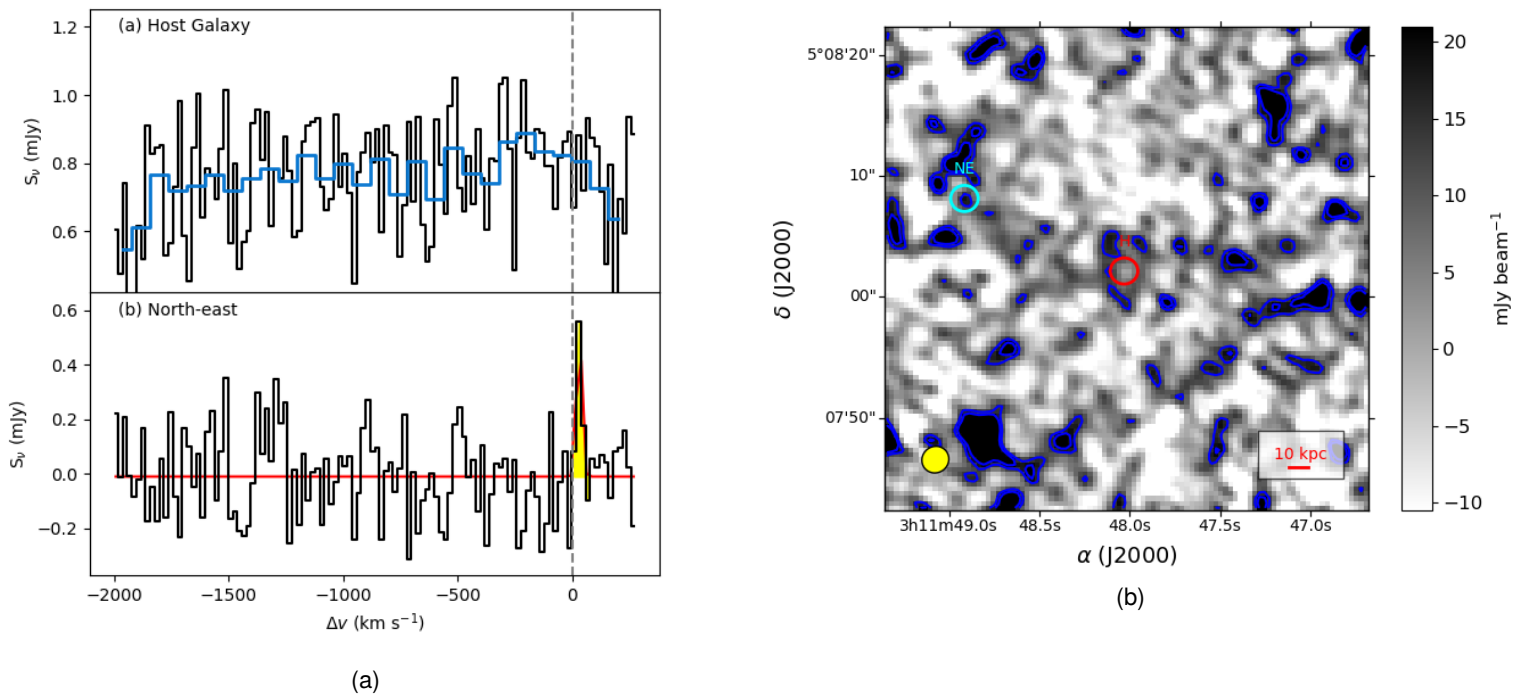 (a) Host Galaxy
1.2
1.0
0.8
0.6
Sν (mJy)
(b) North-east
0.6
0.4
0.2
0.0
−0.2
Sν (mJy)
−2000 −1500 −1000 −500 0
Δv (km s⁻¹)
(a)
5°08'20"
10"
00"
07'50"
δ (J2000)
NE
H
10 kpc
3h11m49.0s 48.5s 48.0s 47.5s 47.0s
α (J2000)
20
15
10
5
0
−5
−10
mJy beam⁻¹
(b)